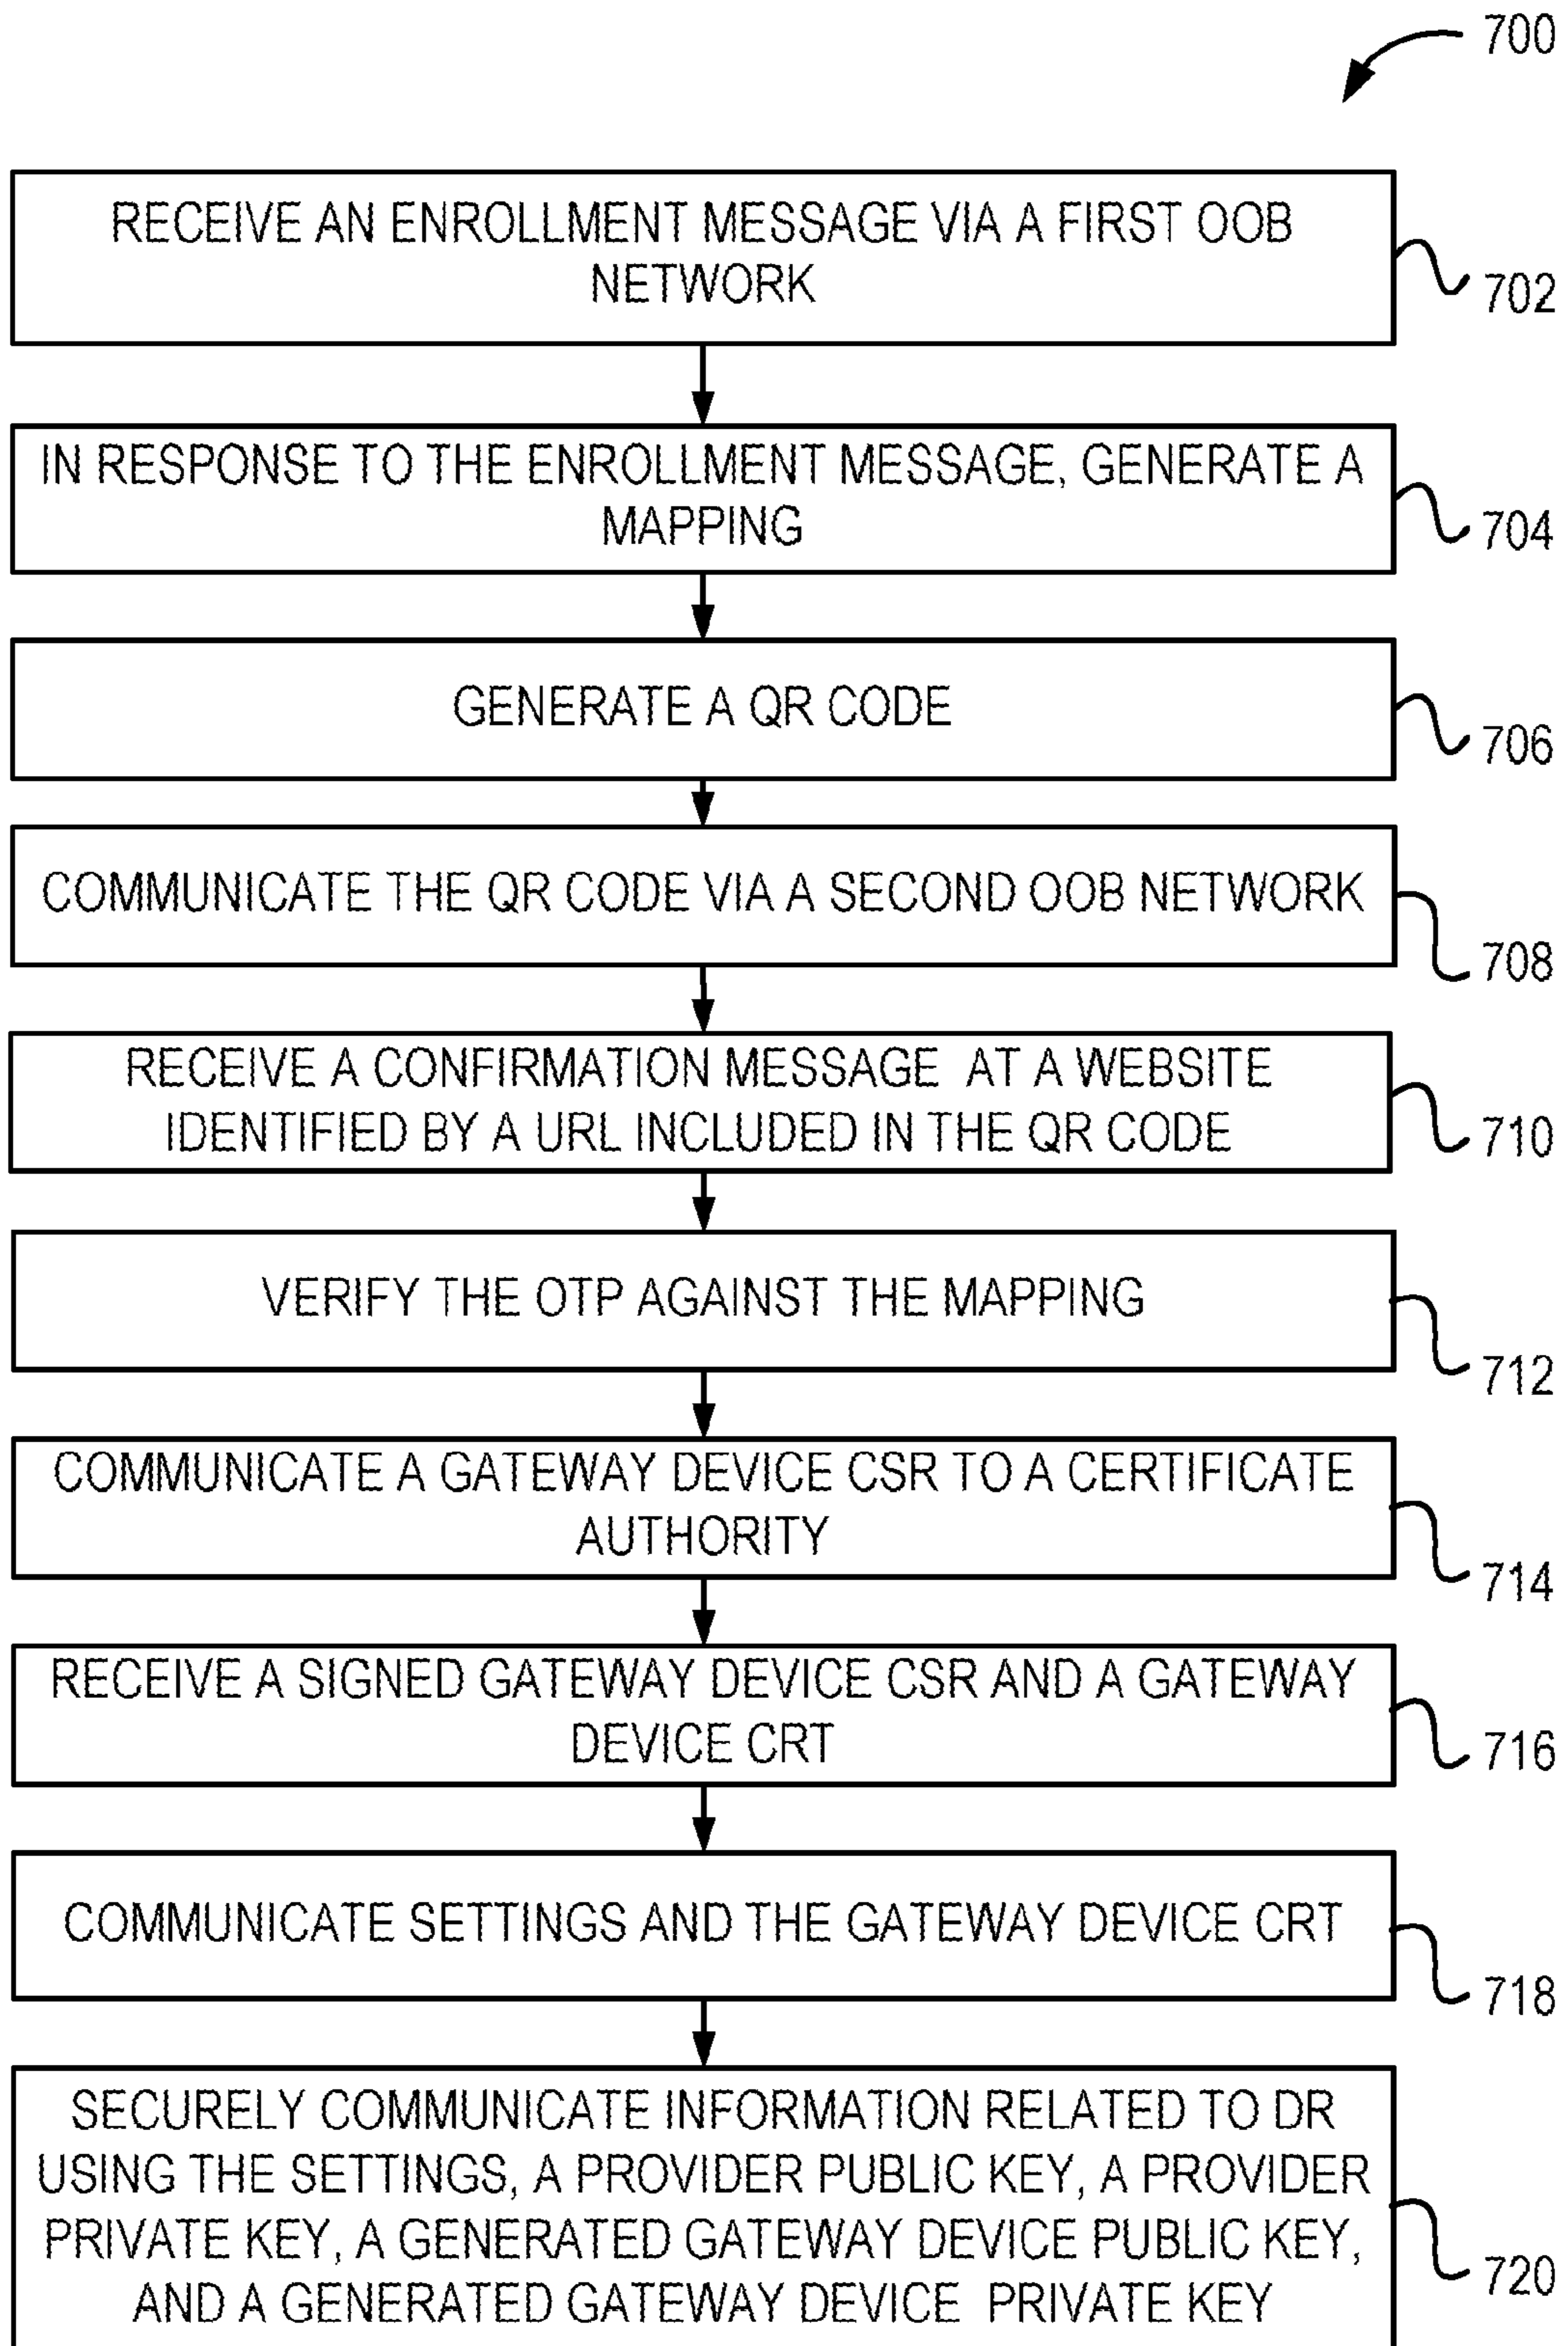 700
RECEIVE AN ENROLLMENT MESSAGE VIA A FIRST OOB
NETWORK
702
IN RESPONSE TO THE ENROLLMENT MESSAGE, GENERATE A
MAPPING
704
GENERATE A QR CODE
706
COMMUNICATE THE QR CODE VIA A SECOND OOB NETWORK
708
RECEIVE A CONFIRMATION MESSAGE AT A WEBSITE
IDENTIFIED BY A URL INCLUDED IN THE QR CODE
710
VERIFY THE OTP AGAINST THE MAPPING
712
COMMUNICATE A GATEWAY DEVICE CSR TO A CERTIFICATE
AUTHORITY
714
RECEIVE A SIGNED GATEWAY DEVICE CSR AND A GATEWAY
DEVICE CRT
716
COMMUNICATE SETTINGS AND THE GATEWAY DEVICE CRT
718
SECURELY COMMUNICATE INFORMATION RELATED TO DR
USING THE SETTINGS, A PROVIDER PUBLIC KEY, A PROVIDER
PRIVATE KEY, A GENERATED GATEWAY DEVICE PUBLIC KEY,
AND A GENERATED GATEWAY DEVICE PRIVATE KEY
720